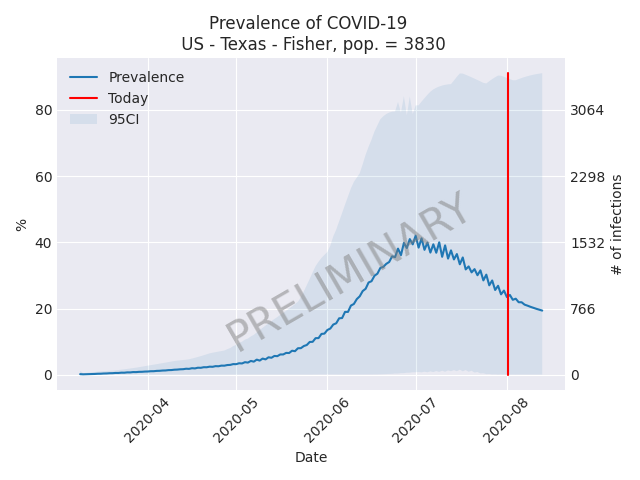 Prevalence of COVID-19
US - Texas - Fisher, pop. = 3830
Prevalence
Today
95CI
80
60
40
20
0
%
3064
2298
1532
766
0
# of infections
PRELIMINARY
2020-04
2020-05
2020-06
2020-07
2020-08
Date